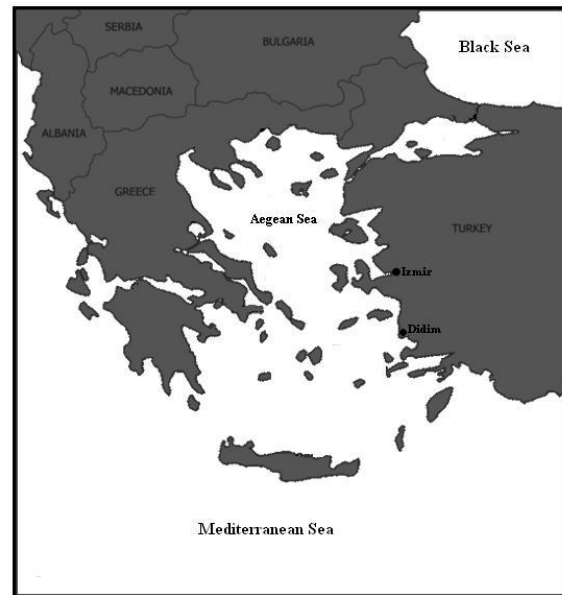 SERBIA
BULGARIA
Black Sea
MACEDONIA
ALBANIA
GREECE
Aegean Sea
TURKEY
Izmir
Didim
Mediterranean Sea